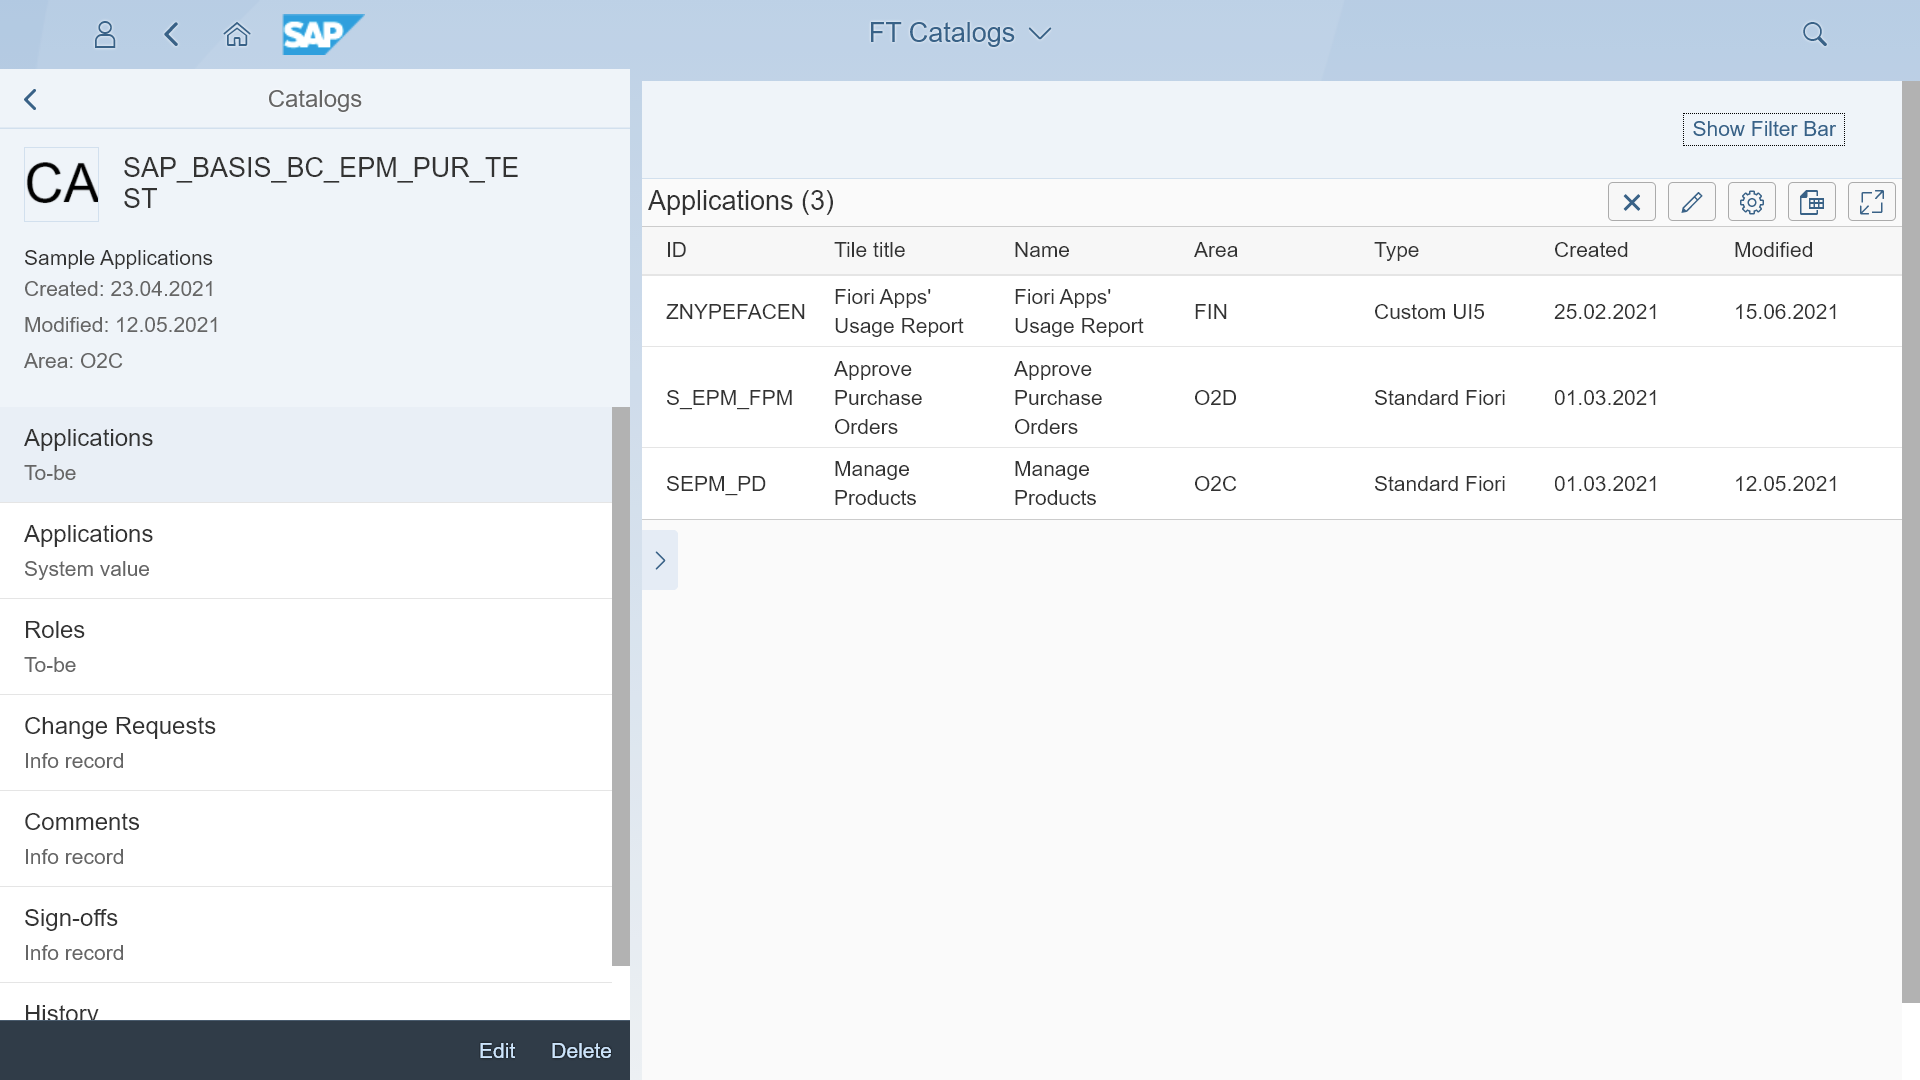 SAP
FT Catalogs
Catalogs
CA
SAP_BASIS_BC_EPM_PUR_TE
ST
Sample Applications
Created: 23.04.2021
Modified: 12.05.2021
Area: O2C
Applications
To-be
Applications
System value
Roles
To-be
Change Requests
Info record
Comments
Info record
Sign-offs
Info record
History
Edit Delete
Show Filter Bar
Applications (3)
ID Tile title Name Area Type Created Modified
ZNYPEFACEN Fiori Apps' Usage Report Fiori Apps' Usage Report FIN Custom UI5 25.02.2021 15.06.2021
S_EPM_FPM Approve Purchase Orders Approve Purchase Orders O2D Standard Fiori 01.03.2021
SEPM_PD Manage Products Manage Products O2C Standard Fiori 01.03.2021 12.05.2021